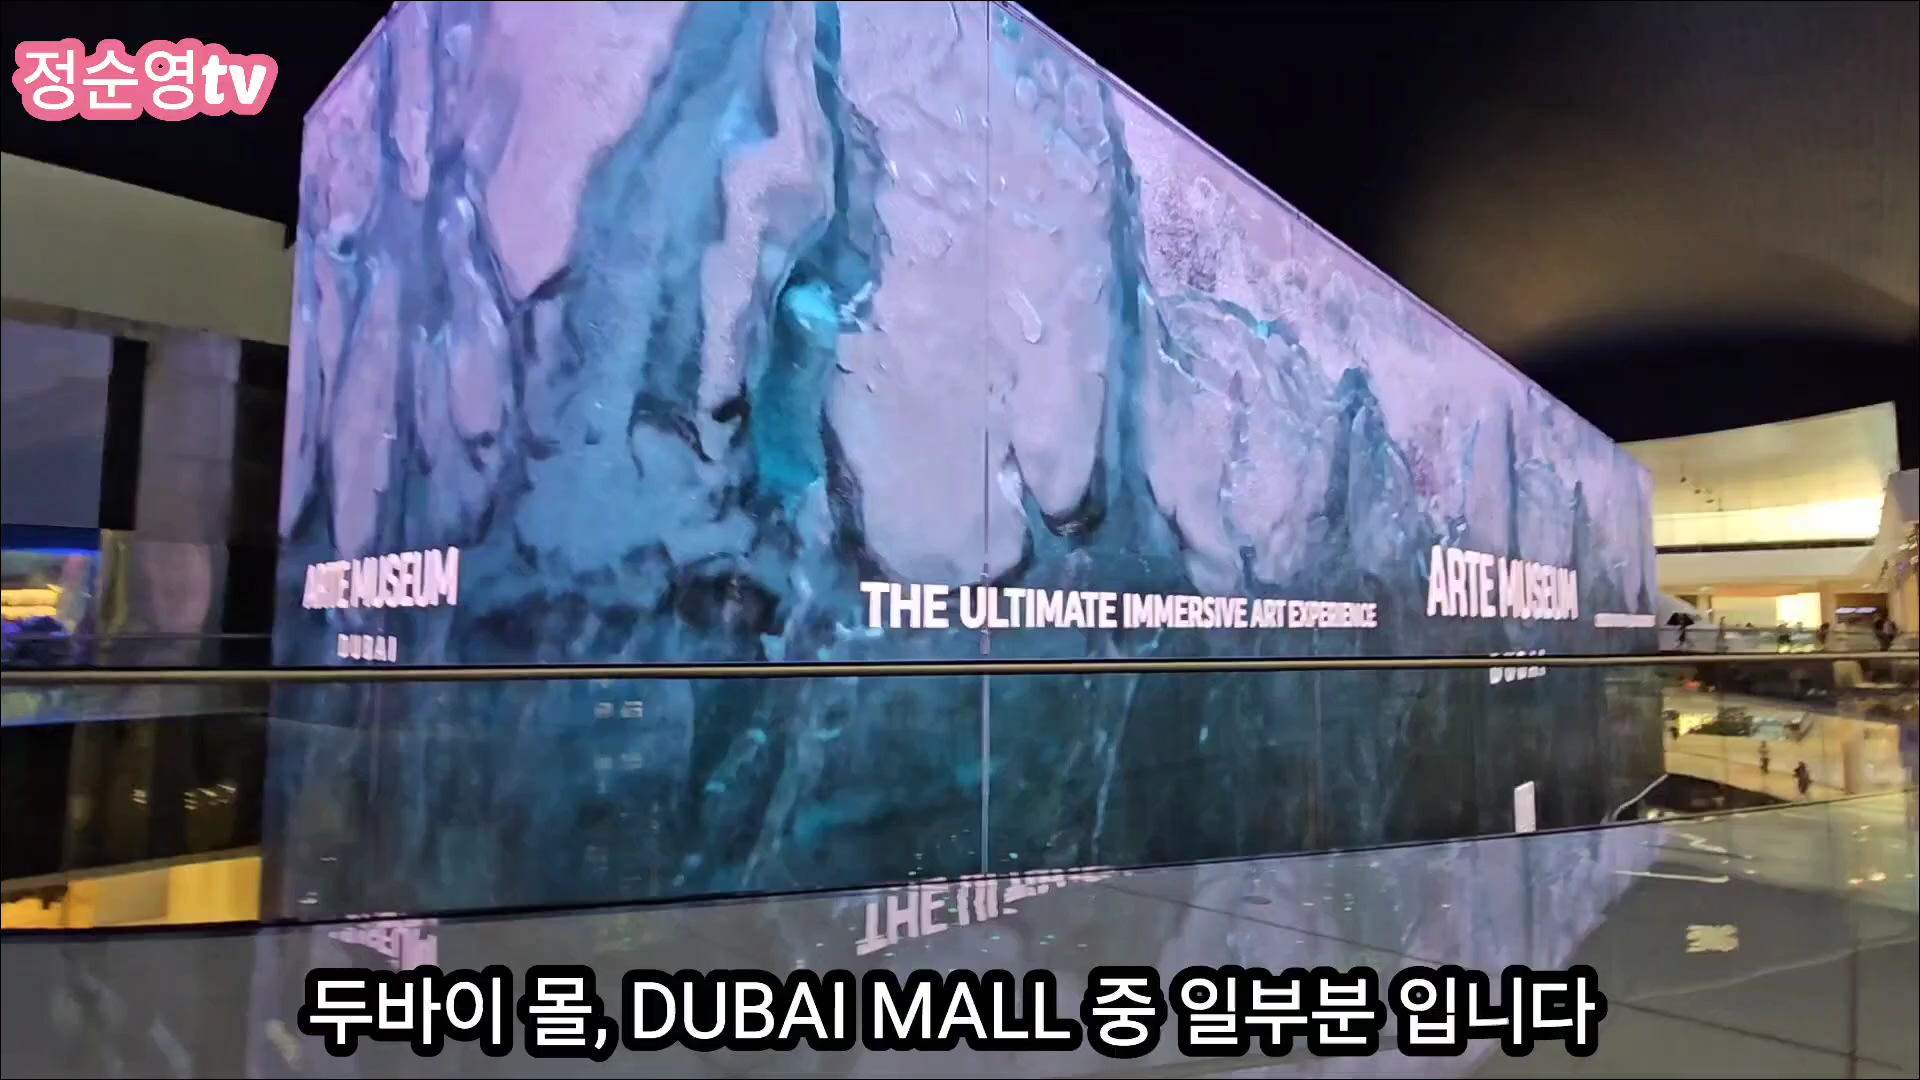 정순영tv
ARTE MUSEUM
DUBAI
THE ULTIMATE IMMERSIVE ART EXPERIENCE
ARTE MUSEUM
DUBAI
두바이 몰, DUBAI MALL 중 일부분 입니다